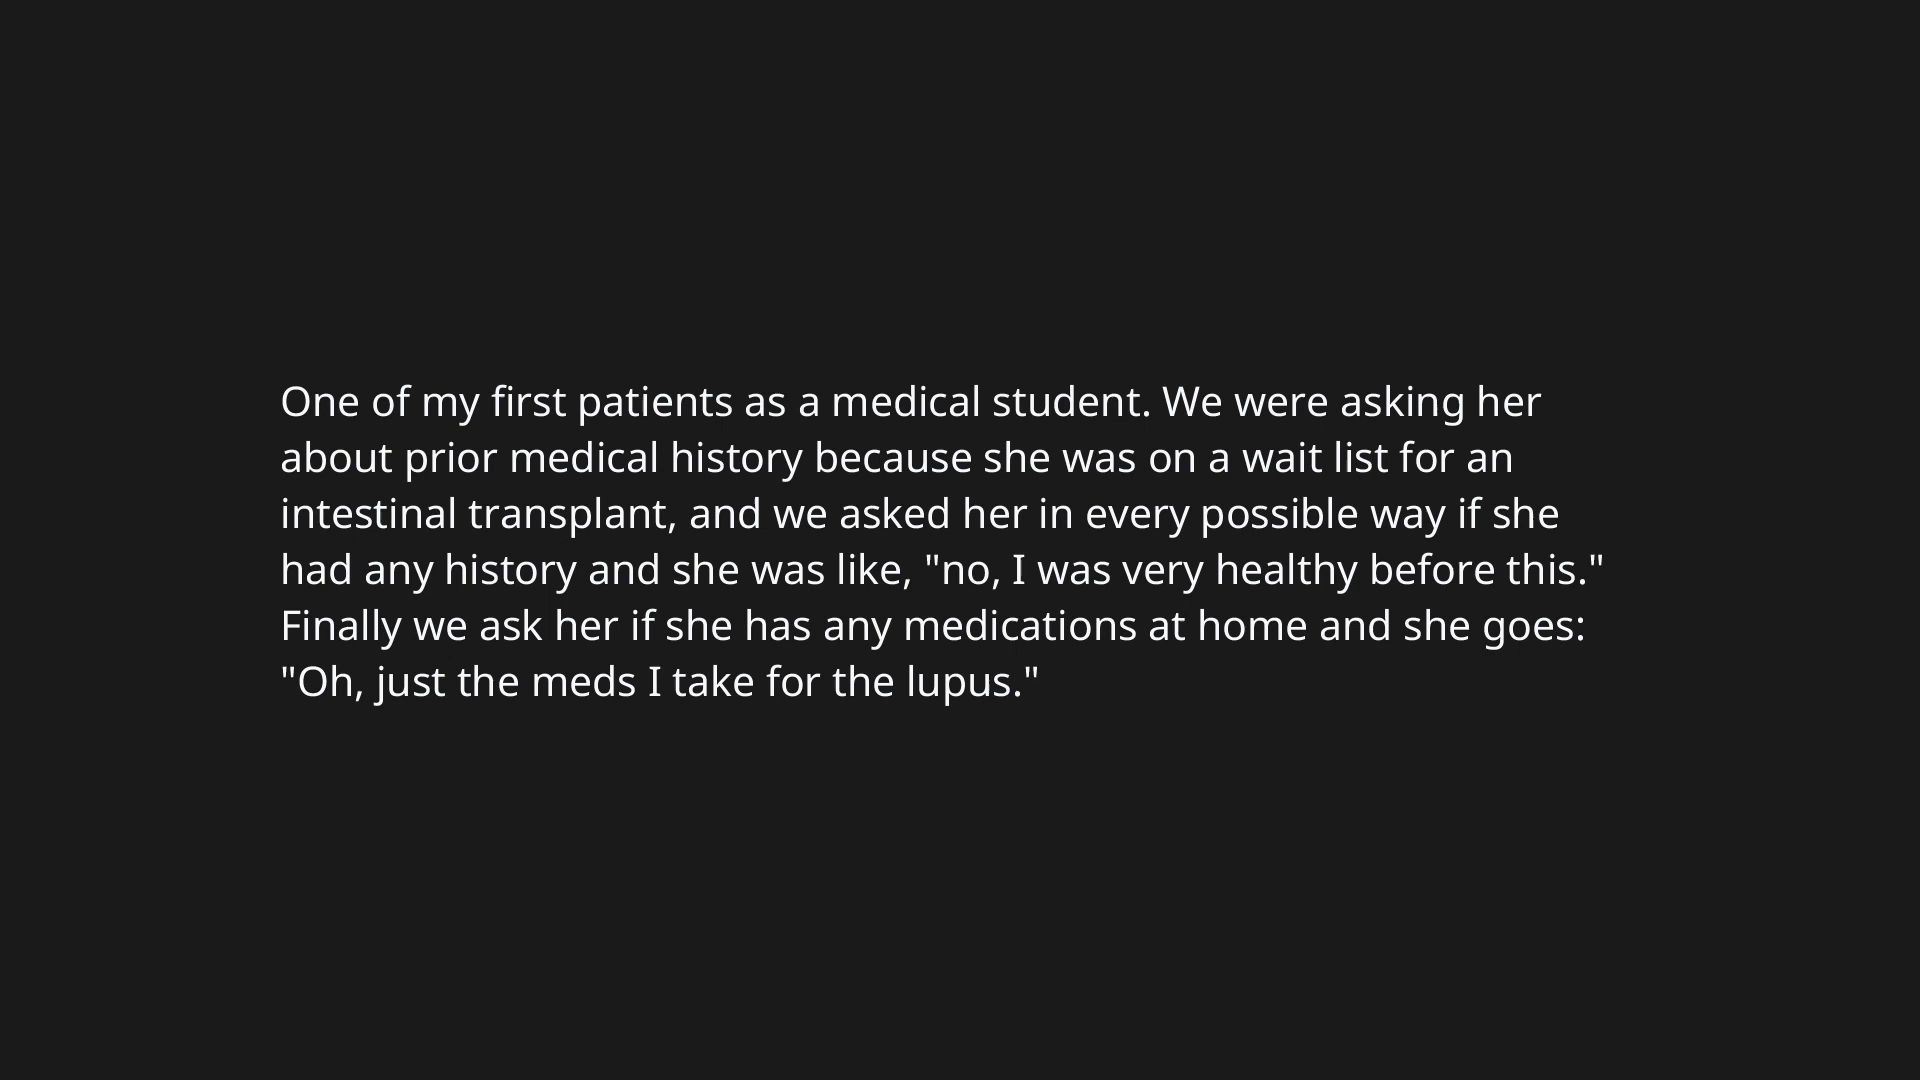 One of my first patients as a medical student. We were asking her
about prior medical history because she was on a wait list for an
intestinal transplant, and we asked her in every possible way if she
had any history and she was like, "no, I was very healthy before this."
Finally we ask her if she has any medications at home and she goes:
"Oh, just the meds I take for the lupus."